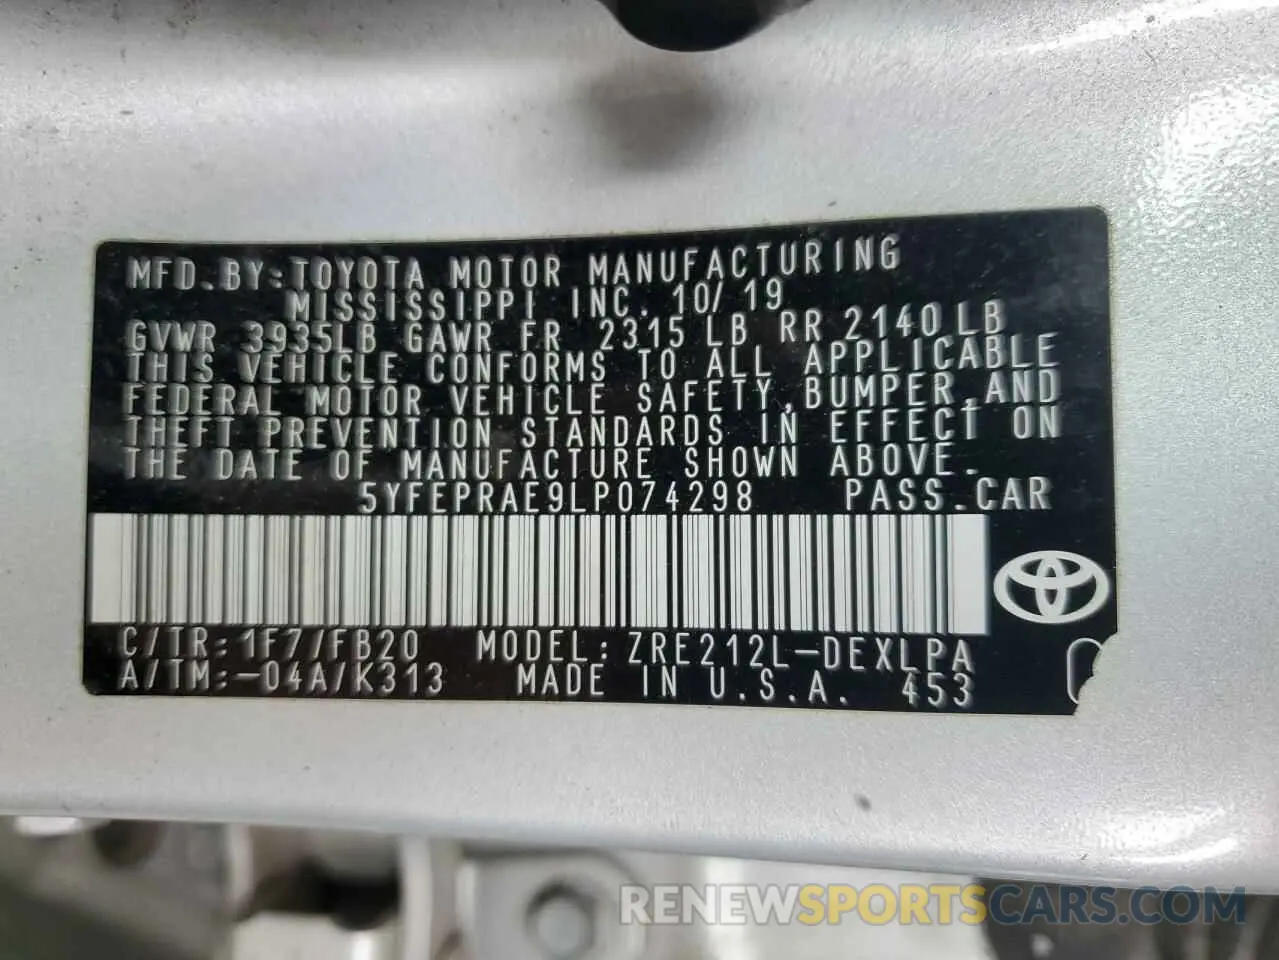 MFD.BY:TOYOTA MOTOR MANUFACTURING
MISSISSIPPI INC. 10/19
GVWR 3935LB GAWR FR 2315 LB RR 2140 LB
THIS VEHICLE CONFORMS TO ALL APPLICABLE
FEDERAL MOTOR VEHICLE SAFETY, BUMPER, AND
THEFT PREVENTION STANDARDS IN EFFECT ON
THE DATE OF MANUFACTURE SHOWN ABOVE.
5YFEPRAE9LP074298 PASS.CAR
C/TR:1F7/FB20 MODEL:ZRE212L-DEXLPA
A/TM:-04A/K313 MADE IN U.S.A. 453
RENEWSPORTSCARS.COM